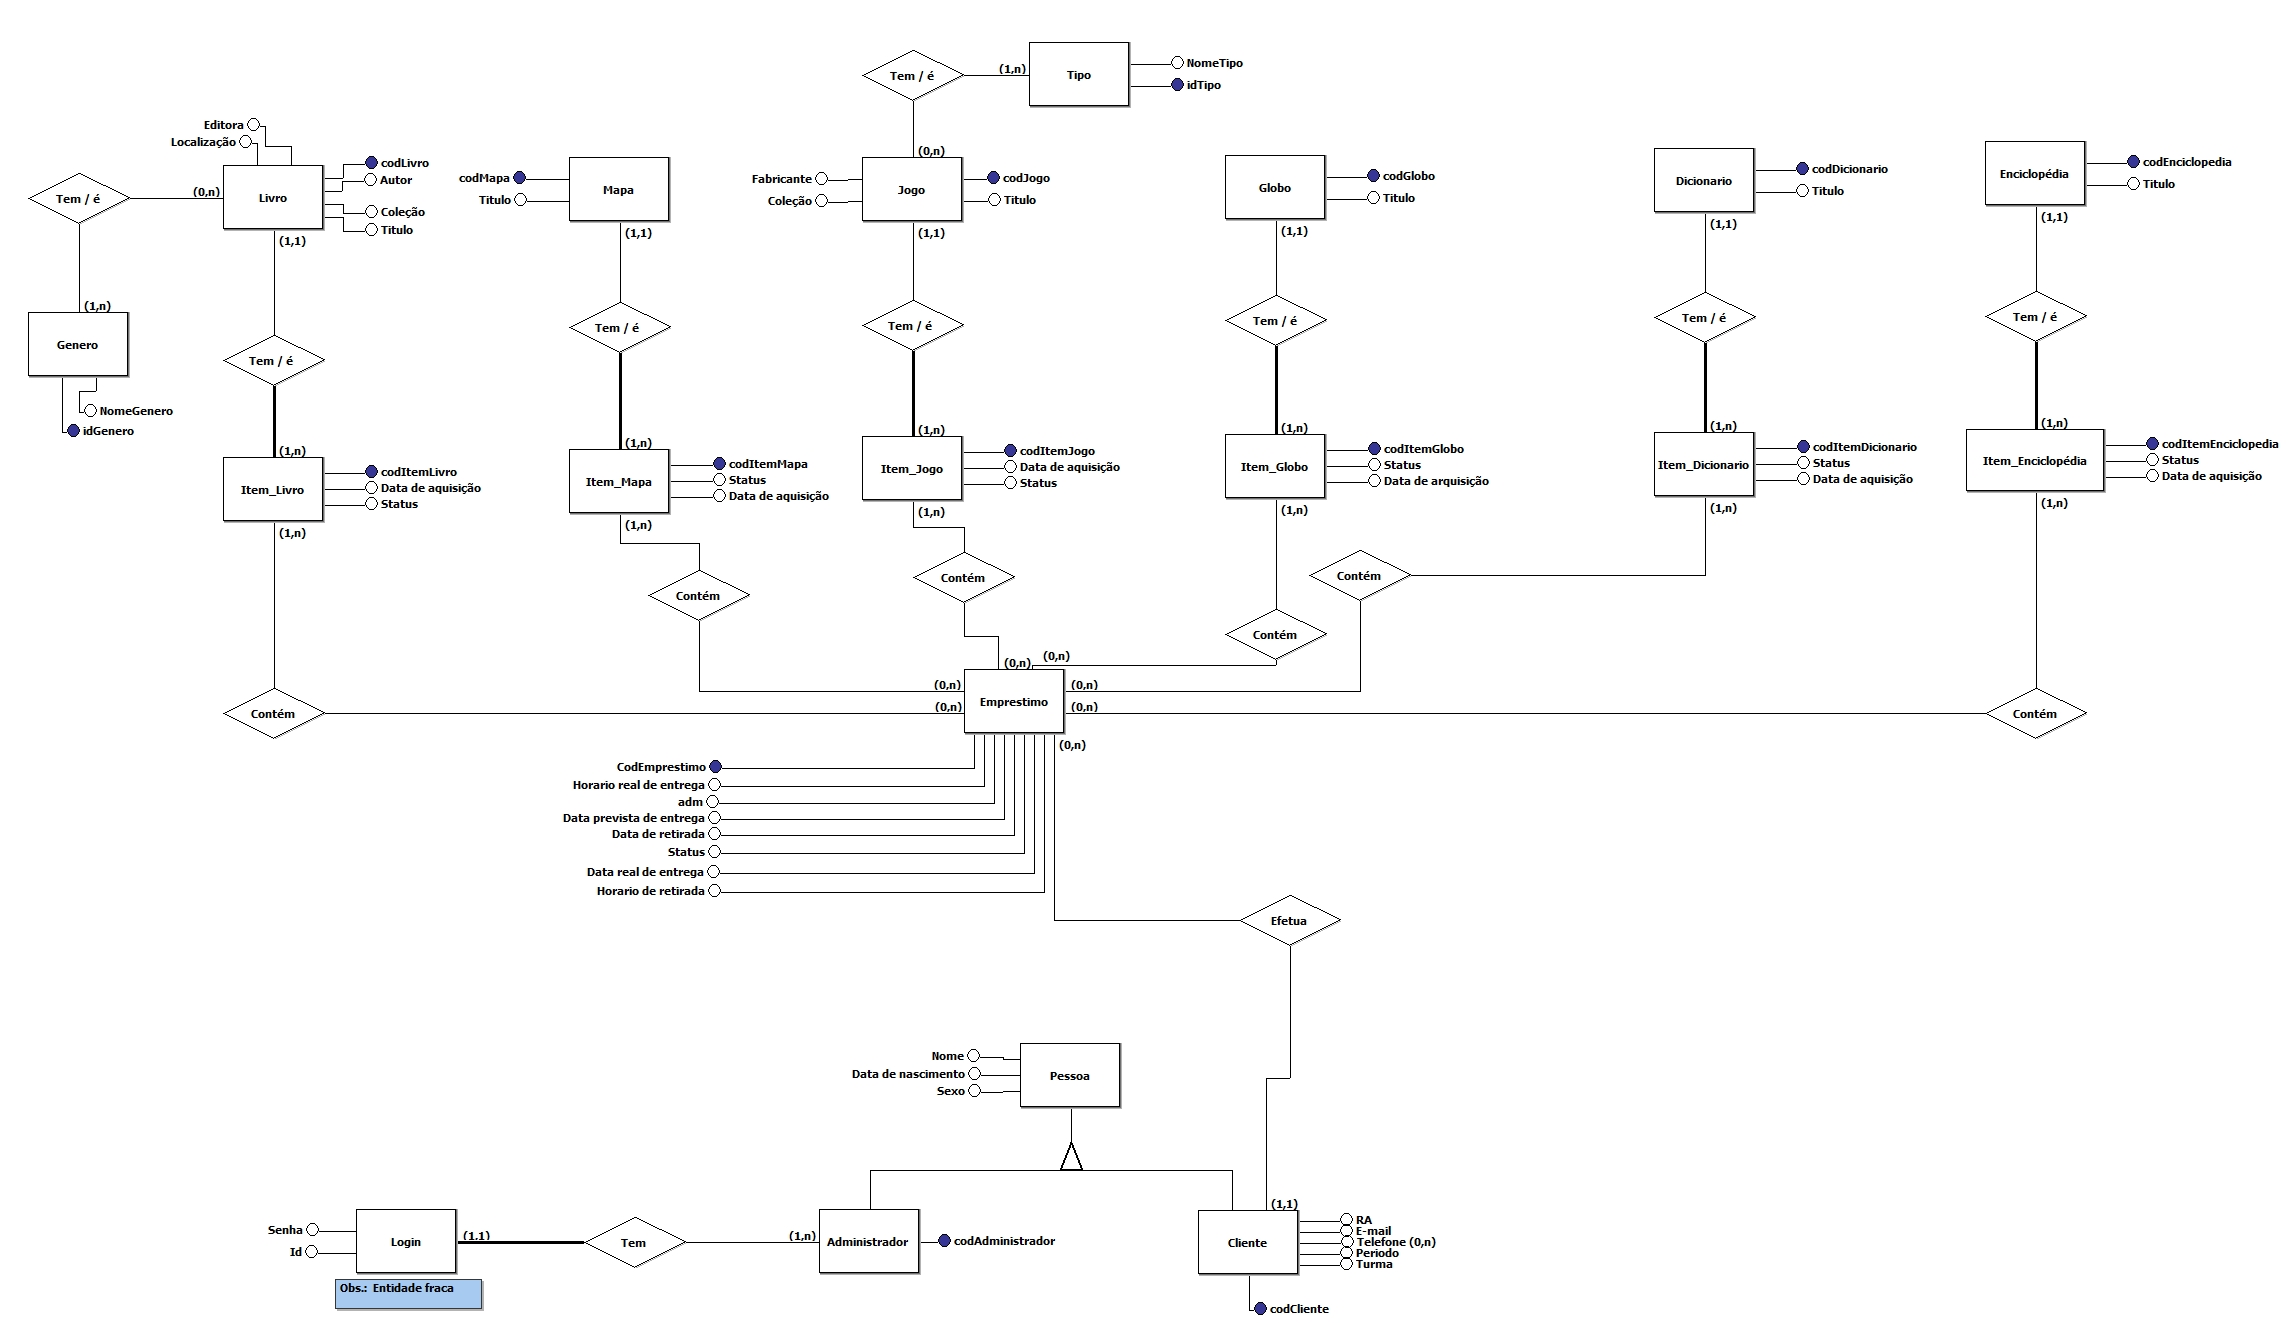 Tem / é
(1,n)
Tipo
NomeTipo
idTipo
Editora
Localização
Tem / é
(0,n)
Livro
codLivro
Autor
Coleção
Titulo
(1,1)
codMapa
Titulo
Mapa
(1,1)
(0,n)
Fabricante
Coleção
Jogo
codJogo
Titulo
(1,1)
Globo
codGlobo
Titulo
(1,1)
Dicionario
codDicionario
Titulo
(1,1)
Enciclopédia
codEnciclopedia
Titulo
(1,1)
(1,n)
Genero
NomeGenero
idGenero
Tem / é
Tem / é
Tem / é
Tem / é
Tem / é
Tem / é
(1,n)
Item_Livro
codItemLivro
Data de aquisição
Status
(1,n)
(1,n)
Item_Mapa
codItemMapa
Status
Data de aquisição
(1,n)
(1,n)
Item_Jogo
codItemJogo
Data de aquisição
Status
(1,n)
(1,n)
Item_Globo
codItemGlobo
Status
Data de arquisição
(1,n)
(1,n)
Item_Dicionario
codItemDicionario
Status
Data de aquisição
(1,n)
(1,n)
Item_Enciclopédia
codItemEnciclopedia
Status
Data de aquisição
(1,n)
Contém
Contém
Contém
Contém
Contém
Contém
(0,n)
(0,n)
(0,n)
(0,n)
(0,n)
(0,n)
Emprestimo
(0,n)
CodEmprestimo
Horario real de entrega
adm
Data prevista de entrega
Data de retirada
Status
Data real de entrega
Horario de retirada
Efetua
Nome
Data de nascimento
Sexo
Pessoa
Senha
Id
Login
(1,1)
Tem
(1,n)
Administrador
codAdministrador
(1,1)
Cliente
RA
E-mail
Telefone (0,n)
Periodo
Turma
codCliente
Obs.: Entidade fraca